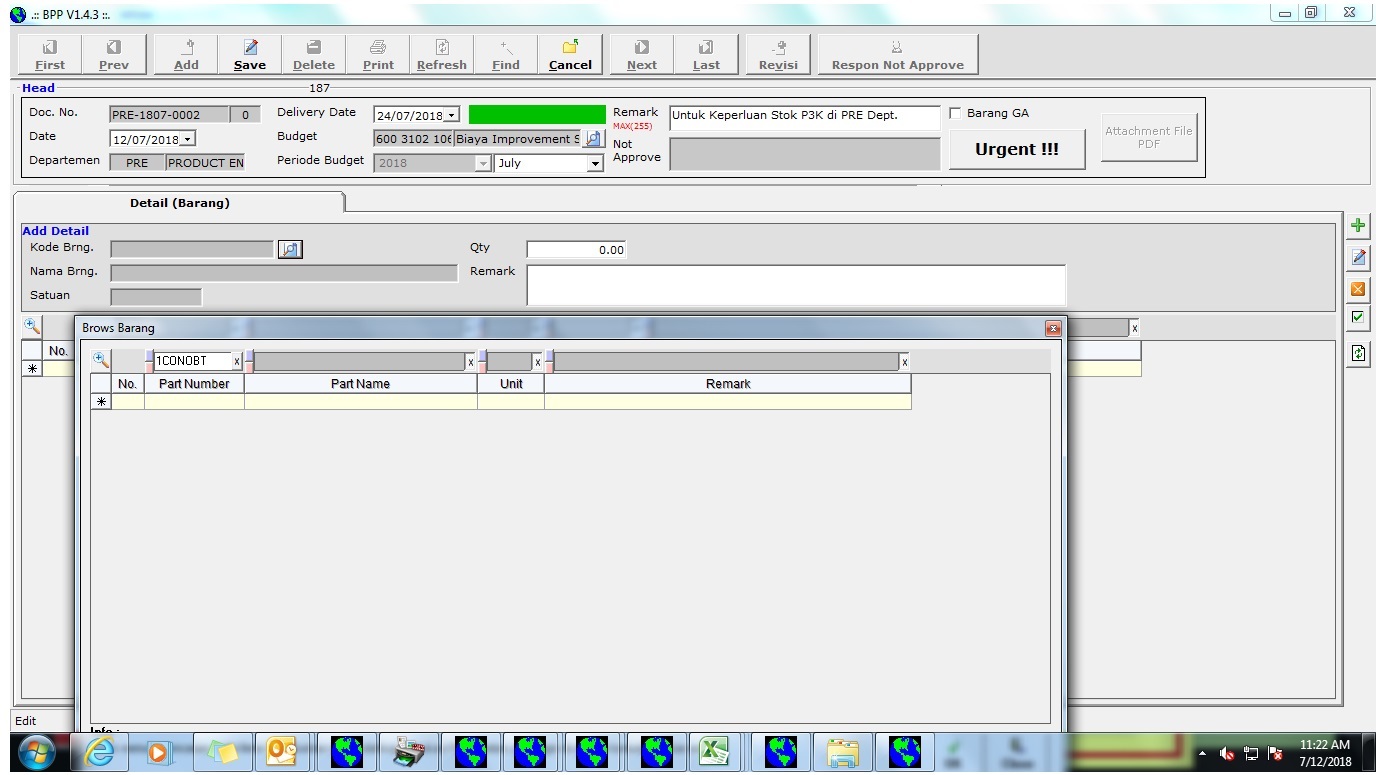 .:: BPP V1.4.3 ::.
First Prev Add Save Delete Print Refresh Find Cancel Next Last Revisi Respon Not Approve
Head 187
Doc. No. PRE-1807-0002 0 Delivery Date 24/07/2018 Remark Untuk Keperluan Stok P3K di PRE Dept. Barang GA
MAX(255)
Date 12/07/2018 Budget 600 3102 106 Biaya Improvement S Not Approve Urgent !!! Attachment File PDF
Departemen PRE PRODUCT EN Periode Budget 2018 July
Detail (Barang)
Add Detail
Kode Brng. Qty 0.00
Nama Brng. Remark
Satuan
Brows Barang x
No.
1CONOBT x x x x
No. Part Number Part Name Unit Remark
Info :
Edit
11:22 AM
7/12/2018